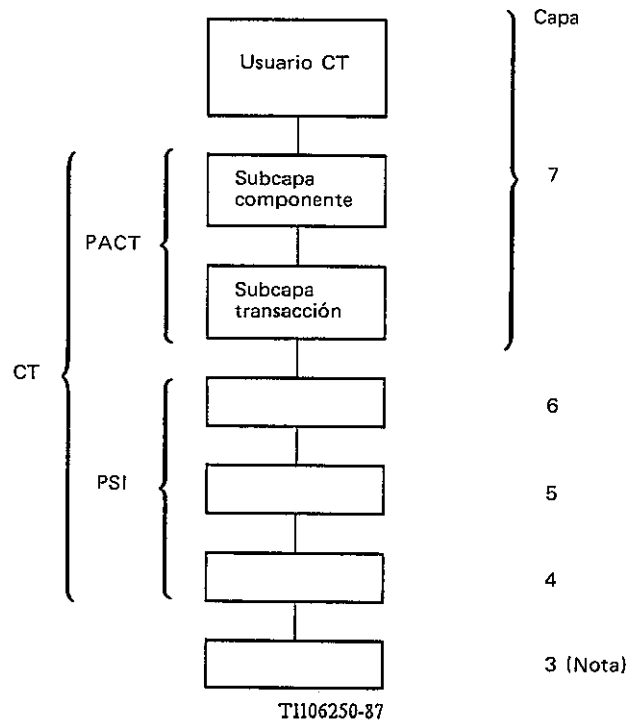 Capa
Usuario CT
Subcapa
componente
7
PACT
Subcapa
transacción
CT
6
PSI
5
4
3 (Nota)
T1106250-87